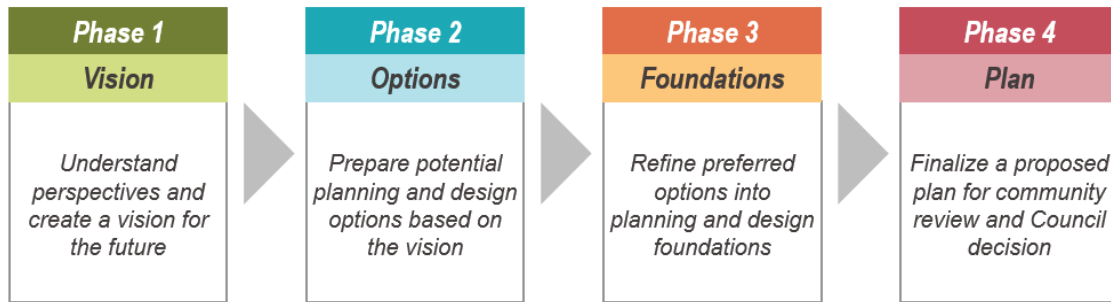 Phase 1
Vision
Understand
perspectives and
create a vision for
the future
Phase 2
Options
Prepare potential
planning and design
options based on
the vision
Phase 3
Foundations
Refine preferred
options into
planning and design
foundations
Phase 4
Plan
Finalize a proposed
plan for community
review and Council
decision